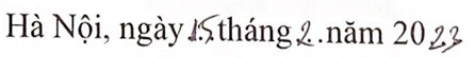 Hà Nội, ngày 15 tháng 2. năm 2023